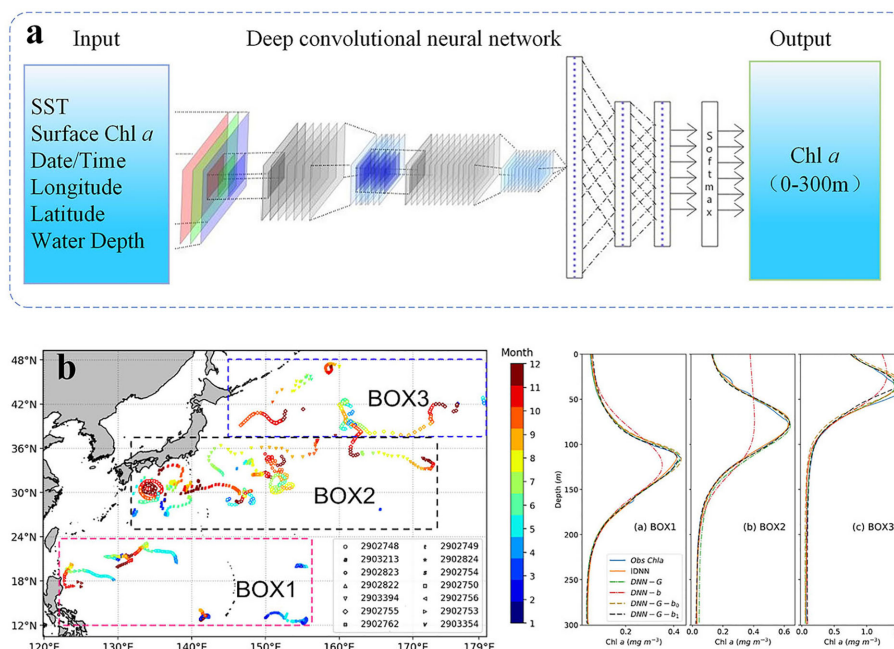 a
Input
Deep convolutional neural network
Output
SST
Surface Chl a
Date/Time
Longitude
Latitude
Water Depth
Softmax
Chl a
（0-300m）
b
48°N
42°N
36°N
30°N
24°N
18°N
12°N
120°E
130°E
140°E
150°E
160°E
170°E
179°E
BOX3
BOX2
BOX1
2902748
2903213
2902823
2902822
2903394
2902755
2902762
2902749
2902824
2902754
2902750
2902756
2902753
2903354
Month
12
11
10
9
8
7
6
5
4
3
2
1
Depth (m)
0
50
100
150
200
250
300
(a) BOX1
(b) BOX2
(c) BOX3
Obs Chla
IDNN
DNN-G
DNN-b
DNN-G-b0
DNN-G-b1
0.2 0.4
0.2 0.4 0.6
0.5 1.0
Chl a (mg m⁻³)
Chl a (mg m⁻³)
Chl a (mg m⁻³)